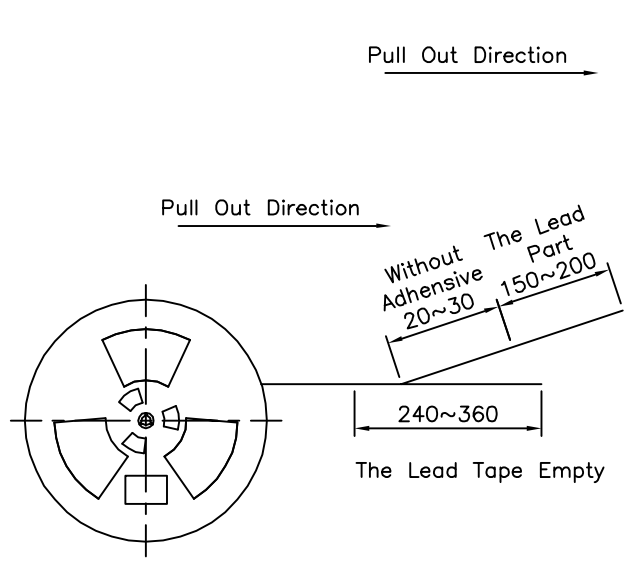 Pull Out Direction
Pull Out Direction
Without
Adhensive
20~30
The Lead
Part
150~200
240~360
The Lead Tape Empty